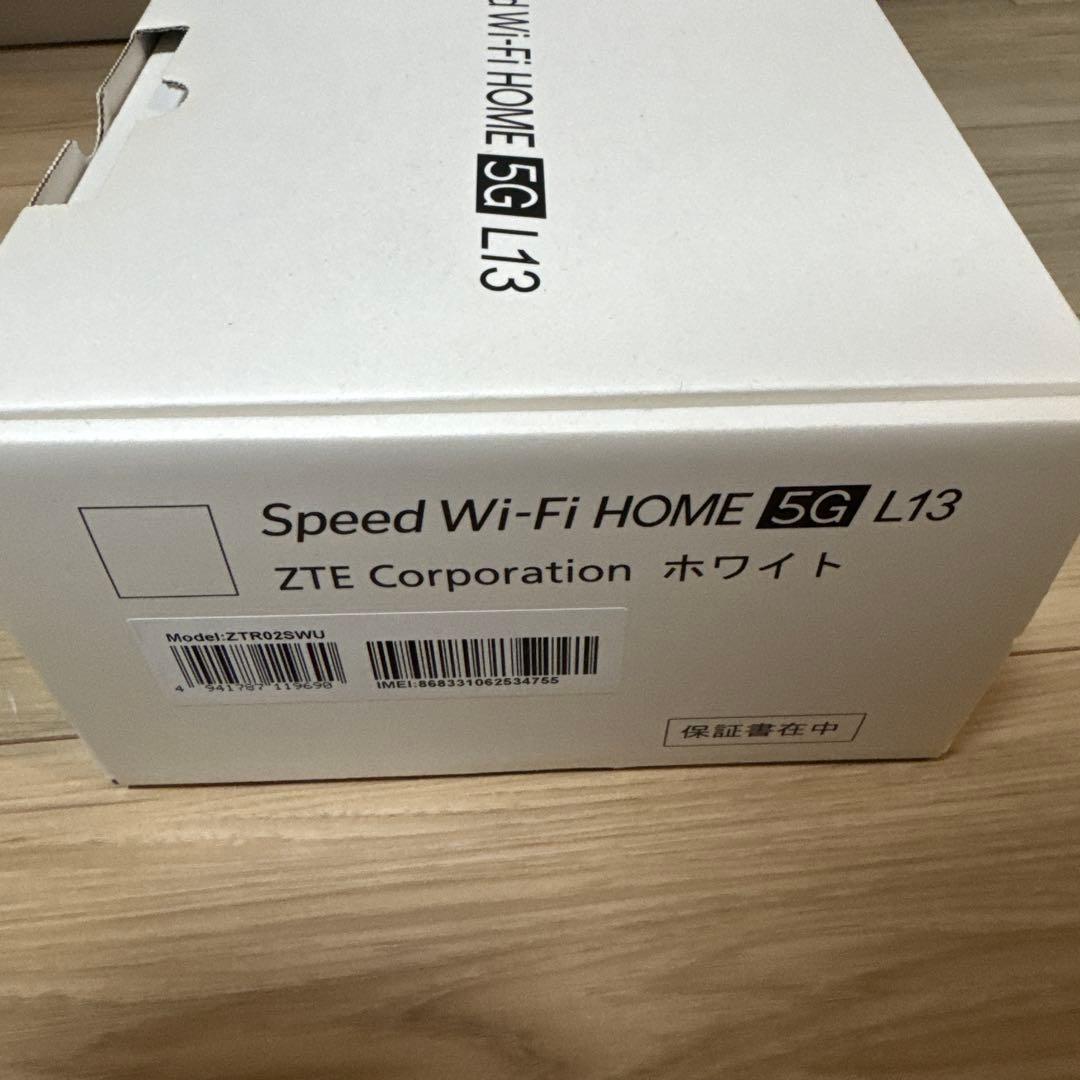 d Wi-Fi HOME 5G L13
Speed Wi-Fi HOME 5G L13
ZTE Corporation ホワイト
Model:ZTR02SWU
4 941787 119690
IMEI:868331062534755
保証書在中